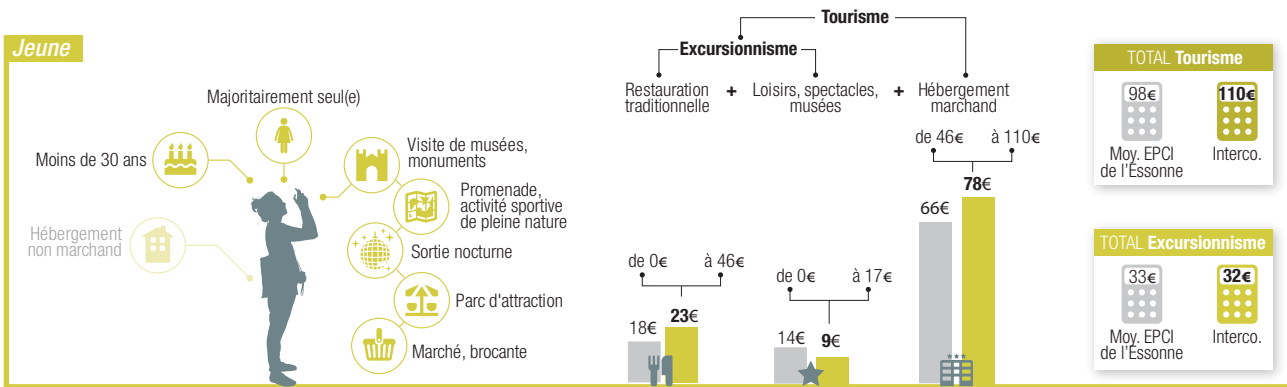 Jeune
Majoritairement seul(e)
Moins de 30 ans
Hébergement
non marchand
Visite de musées,
monuments
Promenade,
activité sportive
de pleine nature
Sortie nocturne
Parc d'attraction
Marché, brocante
Tourisme
Excursionnisme
Restauration
traditionnelle
+
Loisirs, spectacles,
musées
+
Hébergement
marchand
de 0€ à 46€
18€ 23€
de 0€ à 17€
14€ 9€
de 46€ à 110€
66€ 78€
TOTAL Tourisme
98€ 110€
Moy. EPCI
de l'Essonne
Interco.
TOTAL Excursionnisme
33€ 32€
Moy. EPCI
de l'Essonne
Interco.